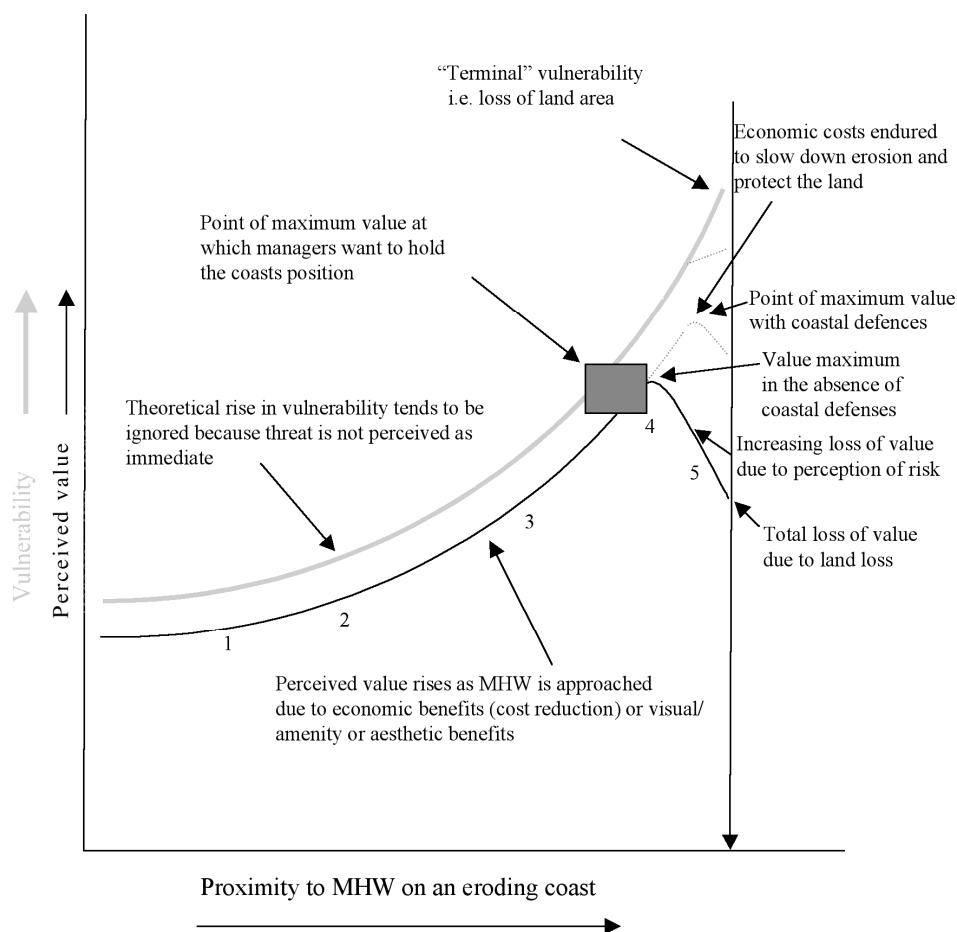 “Terminal” vulnerability
i.e. loss of land area
Economic costs endured
to slow down erosion and
protect the land
Point of maximum value at
which managers want to hold
the coasts position
Point of maximum value
with coastal defences
Value maximum
in the absence of
coastal defenses
Theoretical rise in vulnerability tends to be
ignored because threat is not perceived as
immediate
4
Increasing loss of value
due to perception of risk
5
3
Total loss of value
due to land loss
Vulnerability
Perceived value
2
1
Perceived value rises as MHW is approached
due to economic benefits (cost reduction) or visual/
amenity or aesthetic benefits
Proximity to MHW on an eroding coast